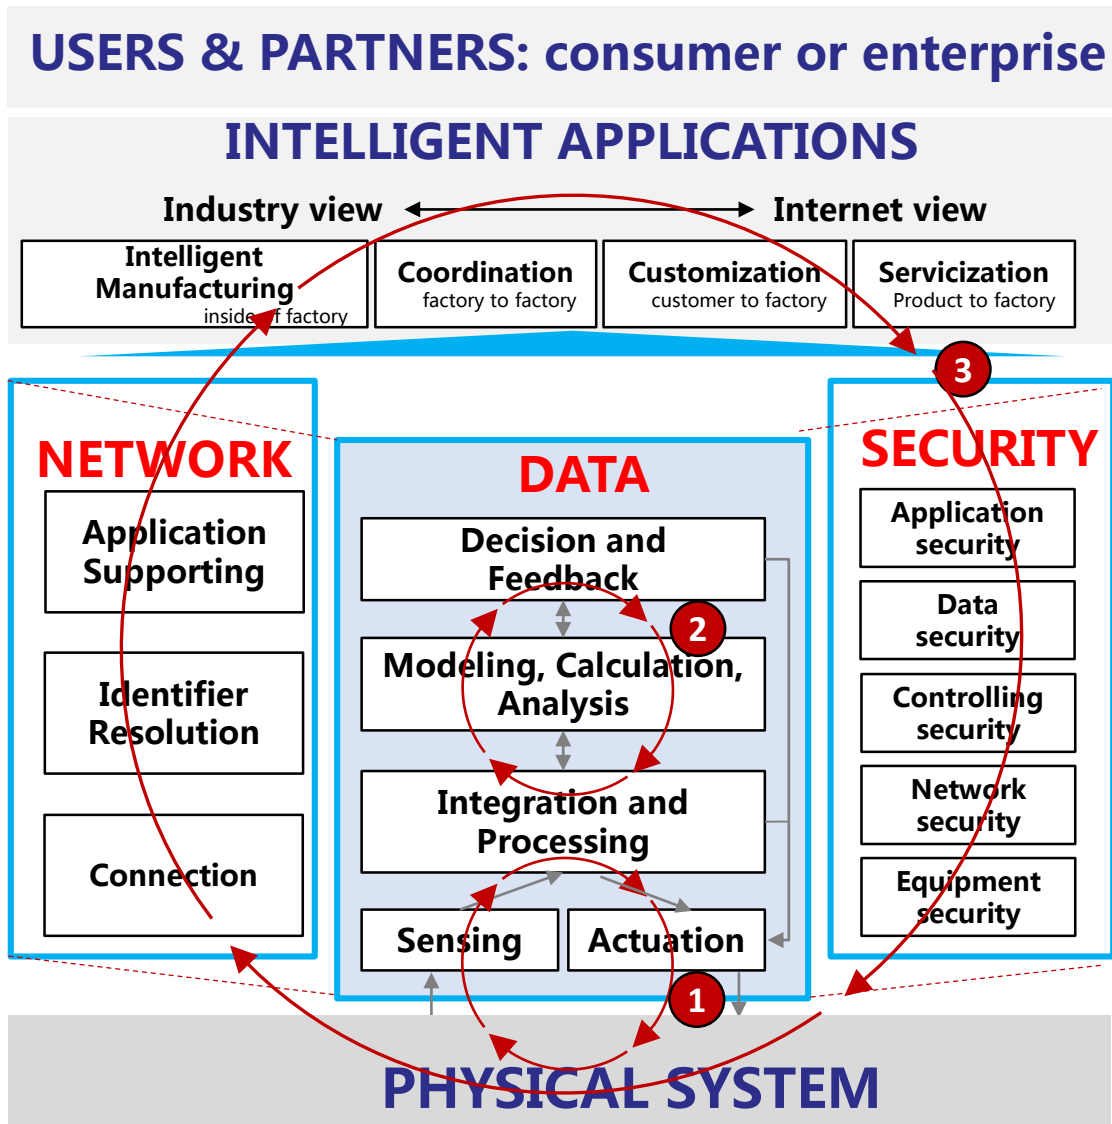 USERS & PARTNERS: consumer or enterprise
INTELLIGENT APPLICATIONS
Industry view
Internet view
Intelligent
Manufacturing
inside of factory
Coordination
factory to factory
Customization
customer to factory
Servicization
Product to factory
3
NETWORK
Application
Supporting
Identifier
Resolution
Connection
DATA
Decision and
Feedback
2
Modeling, Calculation,
Analysis
Integration and
Processing
Sensing
Actuation
1
SECURITY
Application
security
Data
security
Controlling
security
Network
security
Equipment
security
PHYSICAL SYSTEM